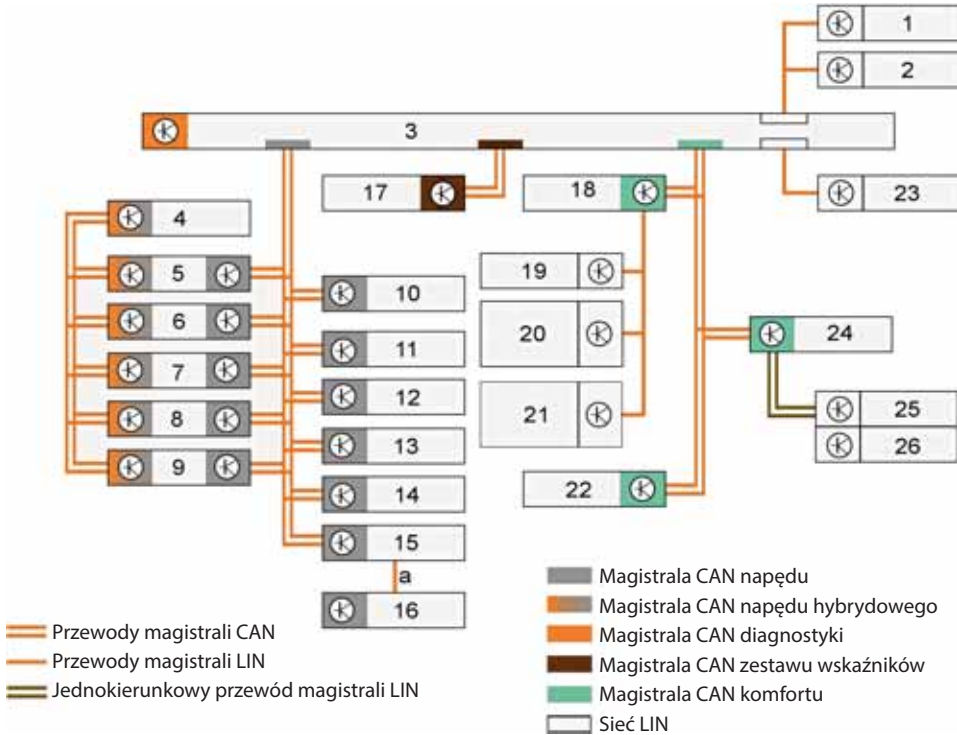 1
2
3
17
18
23
4
5
6
7
8
9
10
11
12
13
14
15
a
16
19
20
21
22
24
25
26
Przewody magistrali CAN
Przewody magistrali LIN
Jednokierunkowy przewód magistrali LIN
Magistrala CAN napędu
Magistrala CAN napędu hybrydowego
Magistrala CAN diagnostyki
Magistrala CAN zestawu wskaźników
Magistrala CAN komfortu
Sieć LIN